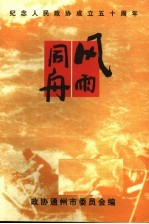 纪念人民政协成立五十周年
风雨
同舟
政协通州市委员会编